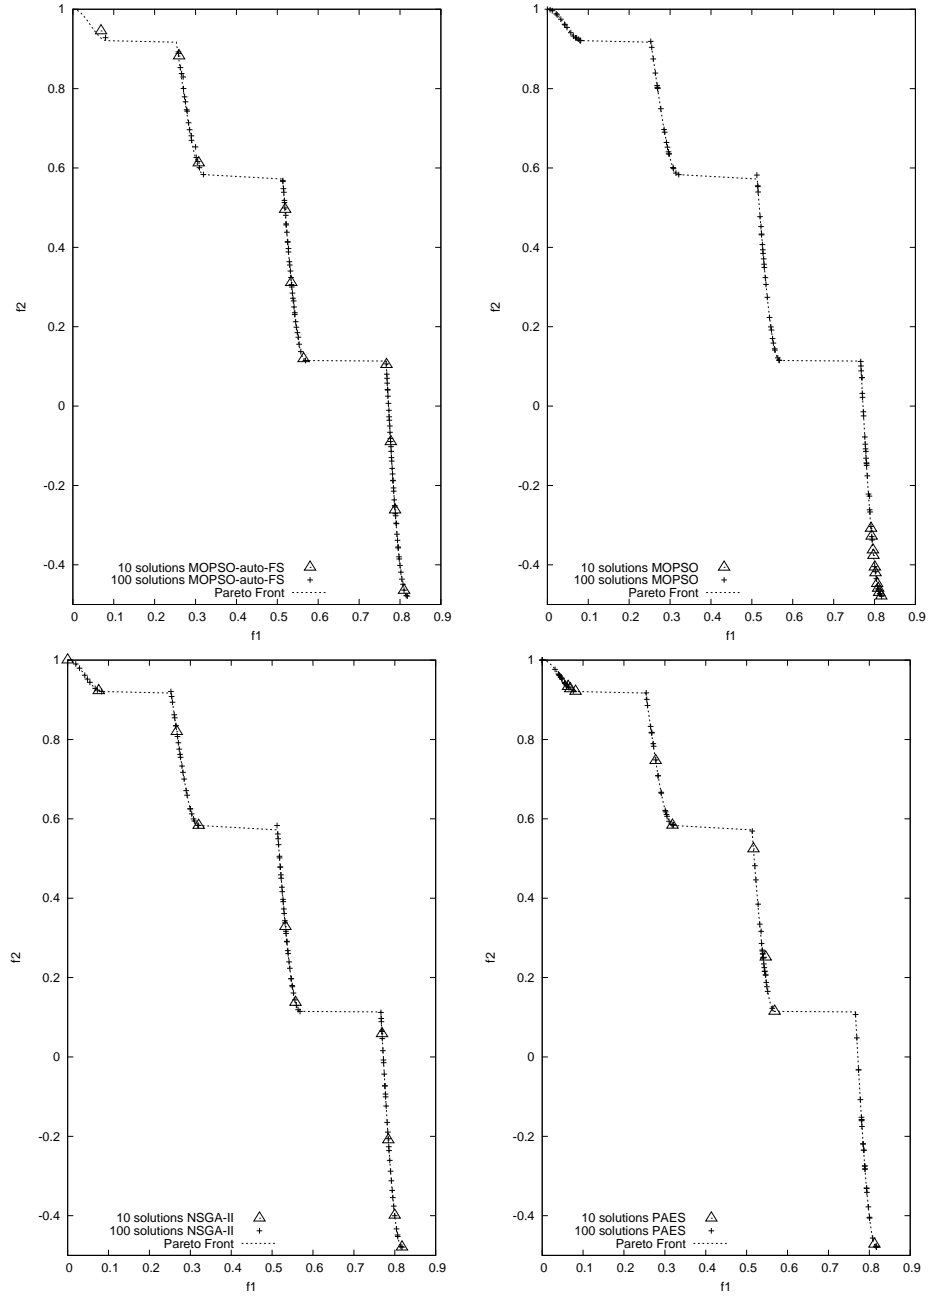 1
0.8
0.6
0.4
0.2
0
-0.2
-0.4
f2
10 solutions MOPSO-auto-FS
100 solutions MOPSO-auto-FS
Pareto Front
0 0.1 0.2 0.3 0.4 0.5 0.6 0.7 0.8 0.9
f1
1
0.8
0.6
0.4
0.2
0
-0.2
-0.4
f2
10 solutions MOPSO
100 solutions MOPSO
Pareto Front
0 0.1 0.2 0.3 0.4 0.5 0.6 0.7 0.8 0.9
f1
1
0.8
0.6
0.4
0.2
0
-0.2
-0.4
f2
10 solutions NSGA-II
100 solutions NSGA-II
Pareto Front
0 0.1 0.2 0.3 0.4 0.5 0.6 0.7 0.8 0.9
f1
1
0.8
0.6
0.4
0.2
0
-0.2
-0.4
f2
10 solutions PAES
100 solutions PAES
Pareto Front
0 0.1 0.2 0.3 0.4 0.5 0.6 0.7 0.8 0.9
f1